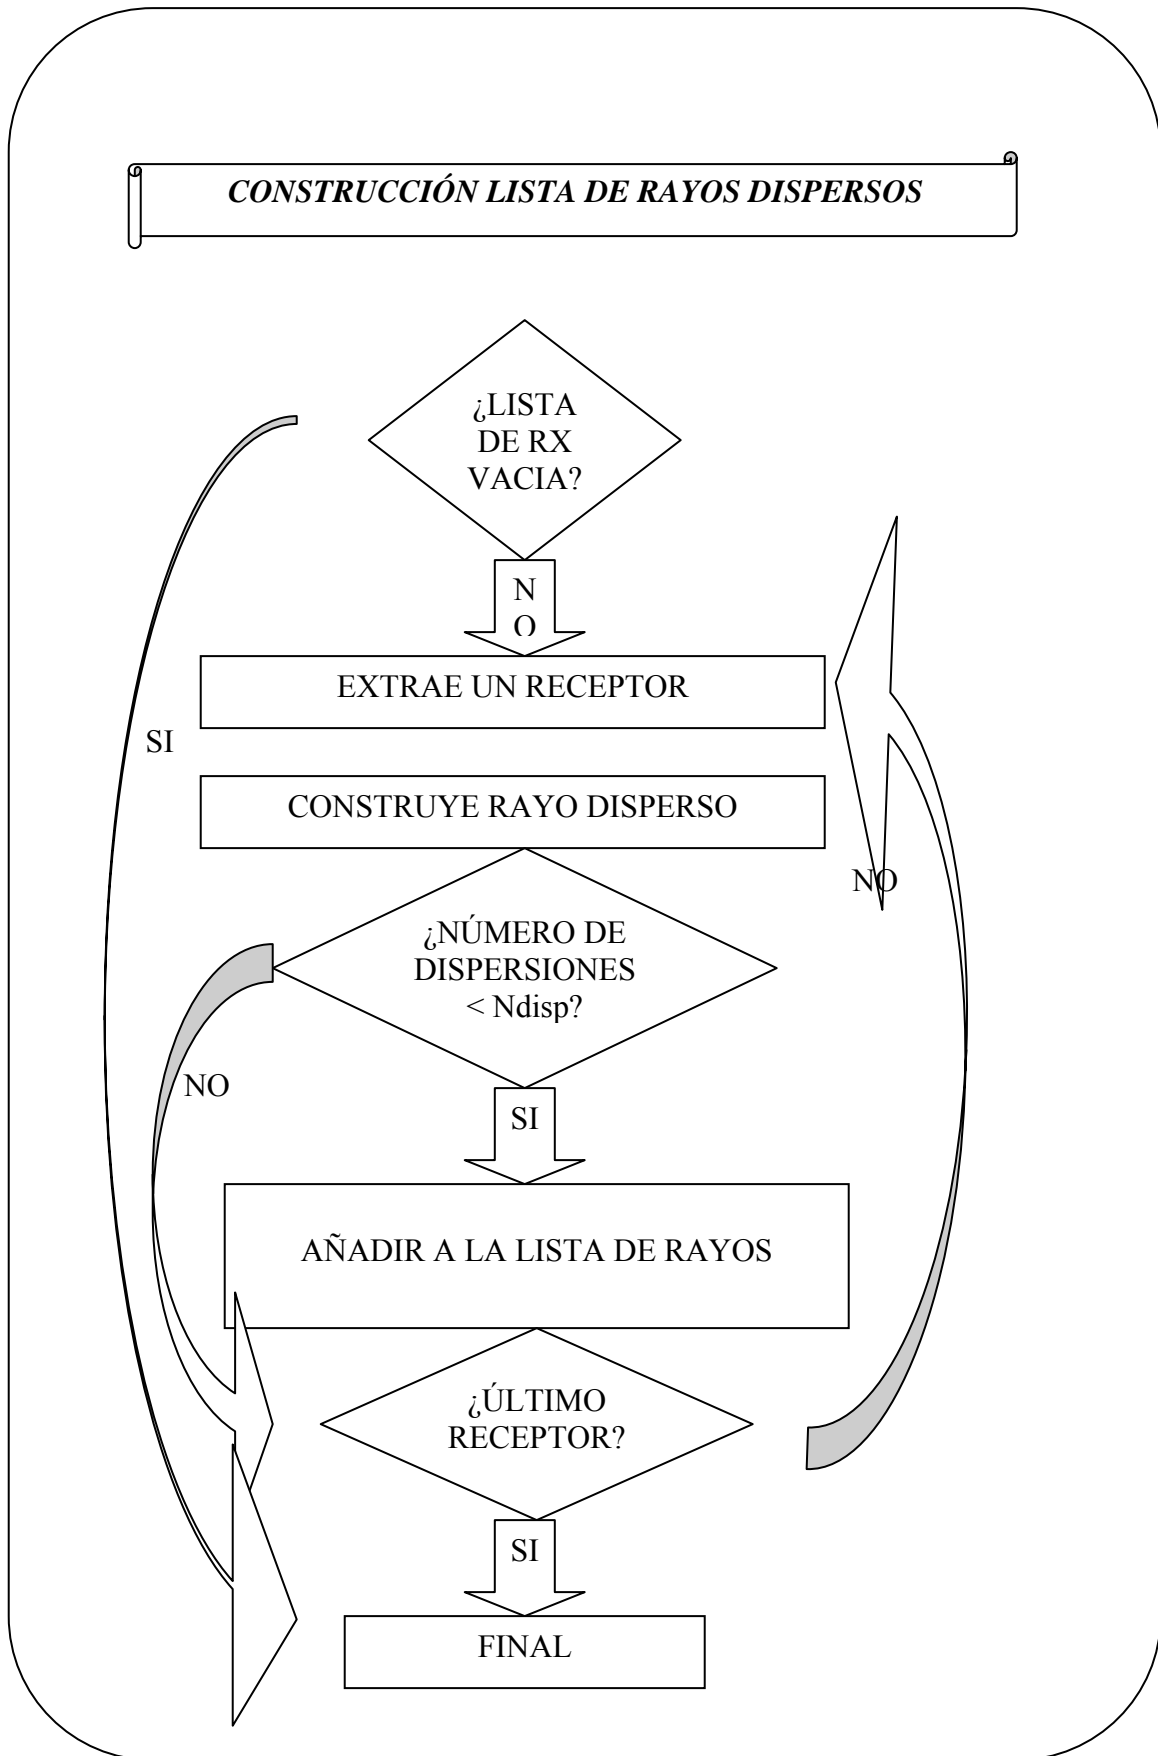 CONSTRUCCIÓN LISTA DE RAYOS DISPERSOS
¿LISTA
DE RX
VACIA?
N
O
EXTRAE UN RECEPTOR
SI
CONSTRUYE RAYO DISPERSO
NO
¿NÚMERO DE
DISPERSIONES
< Ndisp?
NO
SI
AÑADIR A LA LISTA DE RAYOS
¿ÚLTIMO
RECEPTOR?
SI
FINAL